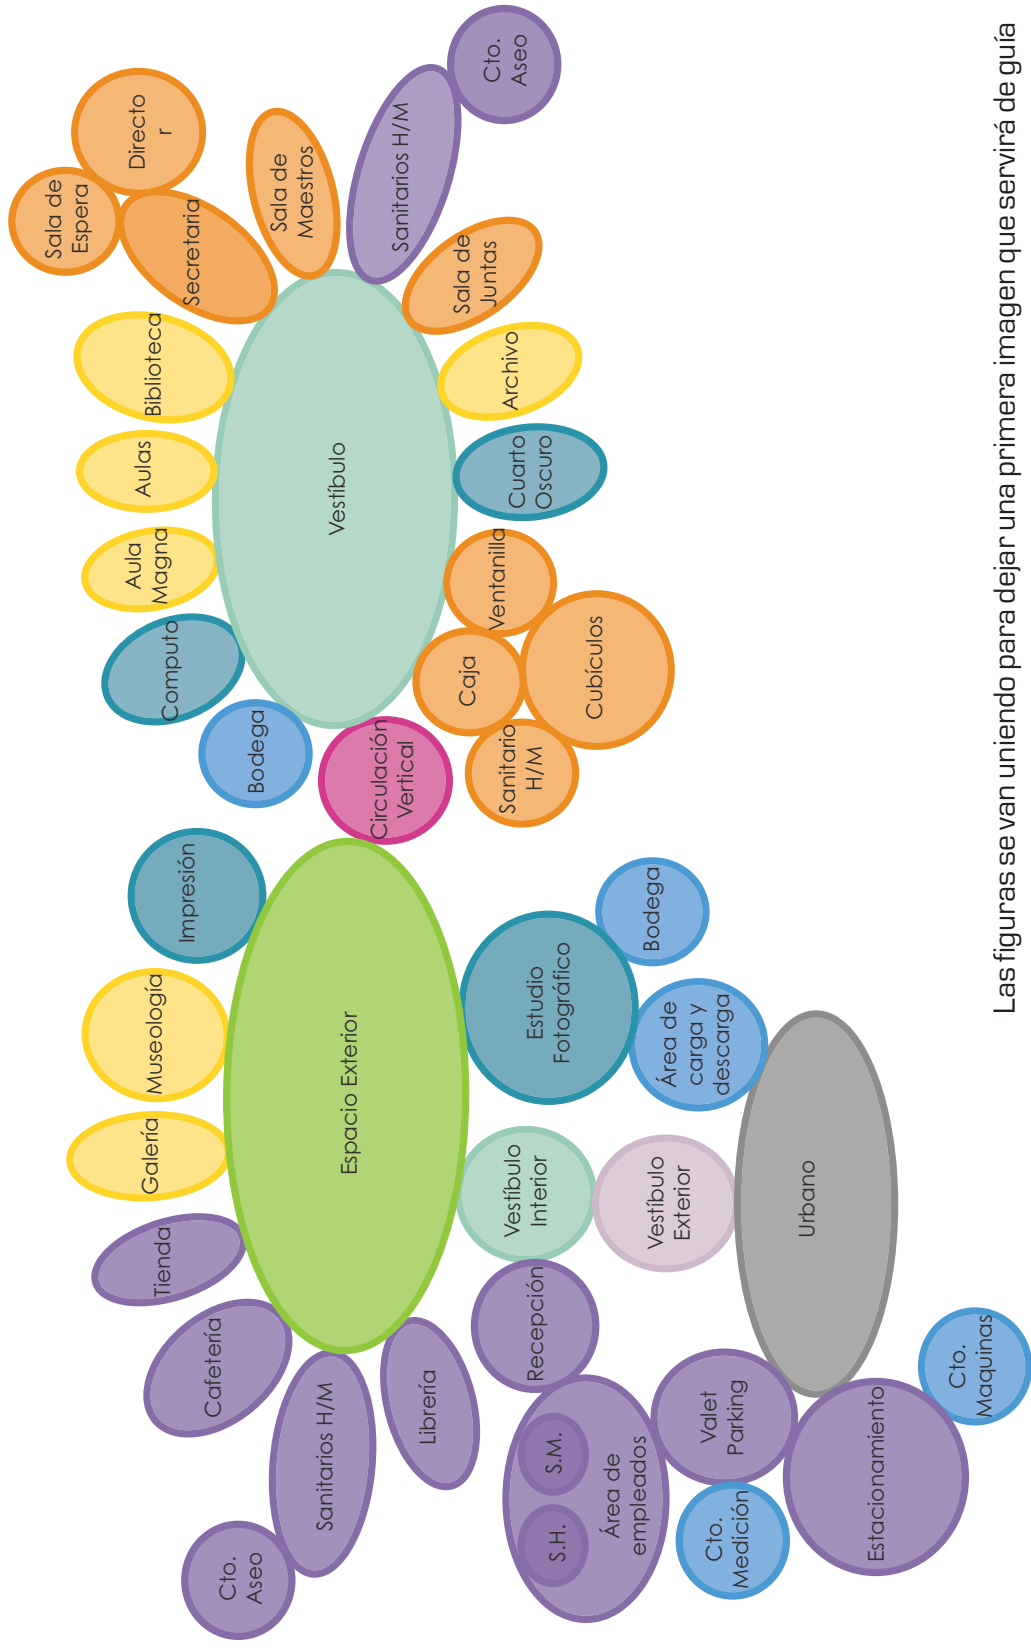 Cto.
Aseo
Sanitarios H/M
Cafetería
Tienda
Galería
Museología
Impresión
Librería
Espacio Exterior
Bodega
Computo
Aula
Magna
Aulas
Biblioteca
Secretaria
Sala de
Espera
Directo
r
Sala de
Maestros
Circulación
Vertical
Vestíbulo
Sanitarios H/M
Cto.
Aseo
Sala de
Juntas
Archivo
Cuarto
Oscuro
Ventanilla
Caja
Sanitario
H/M
Cubículos
S.H.
S.M.
Área de
empleados
Recepción
Vestíbulo
Interior
Estudio
Fotográfico
Bodega
Vestíbulo
Exterior
Área de
carga y
descarga
Cto.
Medición
Valet
Parking
Urbano
Estacionamiento
Cto.
Maquinas
Las figuras se van uniendo para dejar una primera imagen que servirá de guía